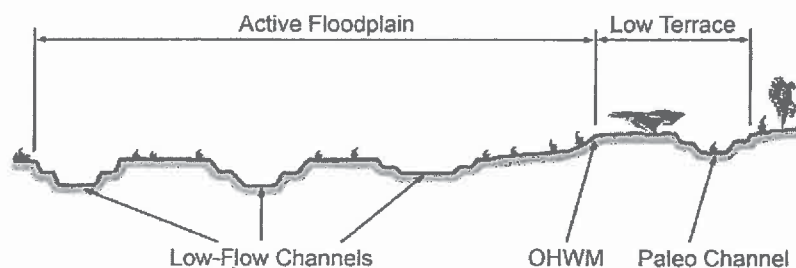 Active Floodplain
Low Terrace
Low-Flow Channels
OHWM
Paleo Channel